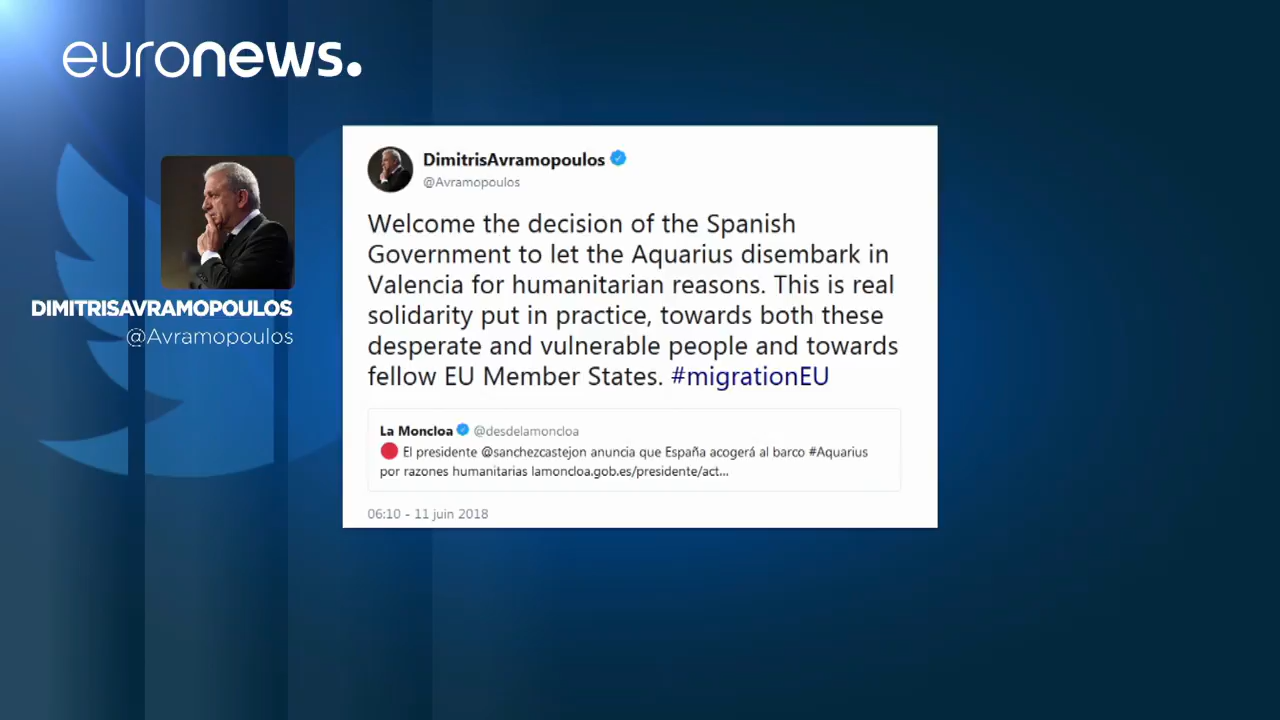 euronews.
DIMITRISAVRAMOPOULOS
@Avramopoulos
DimitrisAvramopoulos
@Avramopoulos
Welcome the decision of the Spanish
Government to let the Aquarius disembark in
Valencia for humanitarian reasons. This is real
solidarity put in practice, towards both these
desperate and vulnerable people and towards
fellow EU Member States. #migrationEU
La Moncloa @desdelamoncloa
El presidente @sanchezcastejon anuncia que España acogerá al barco #Aquarius
por razones humanitarias lamoncloa.gob.es/presidente/act...
06:10 - 11 juin 2018